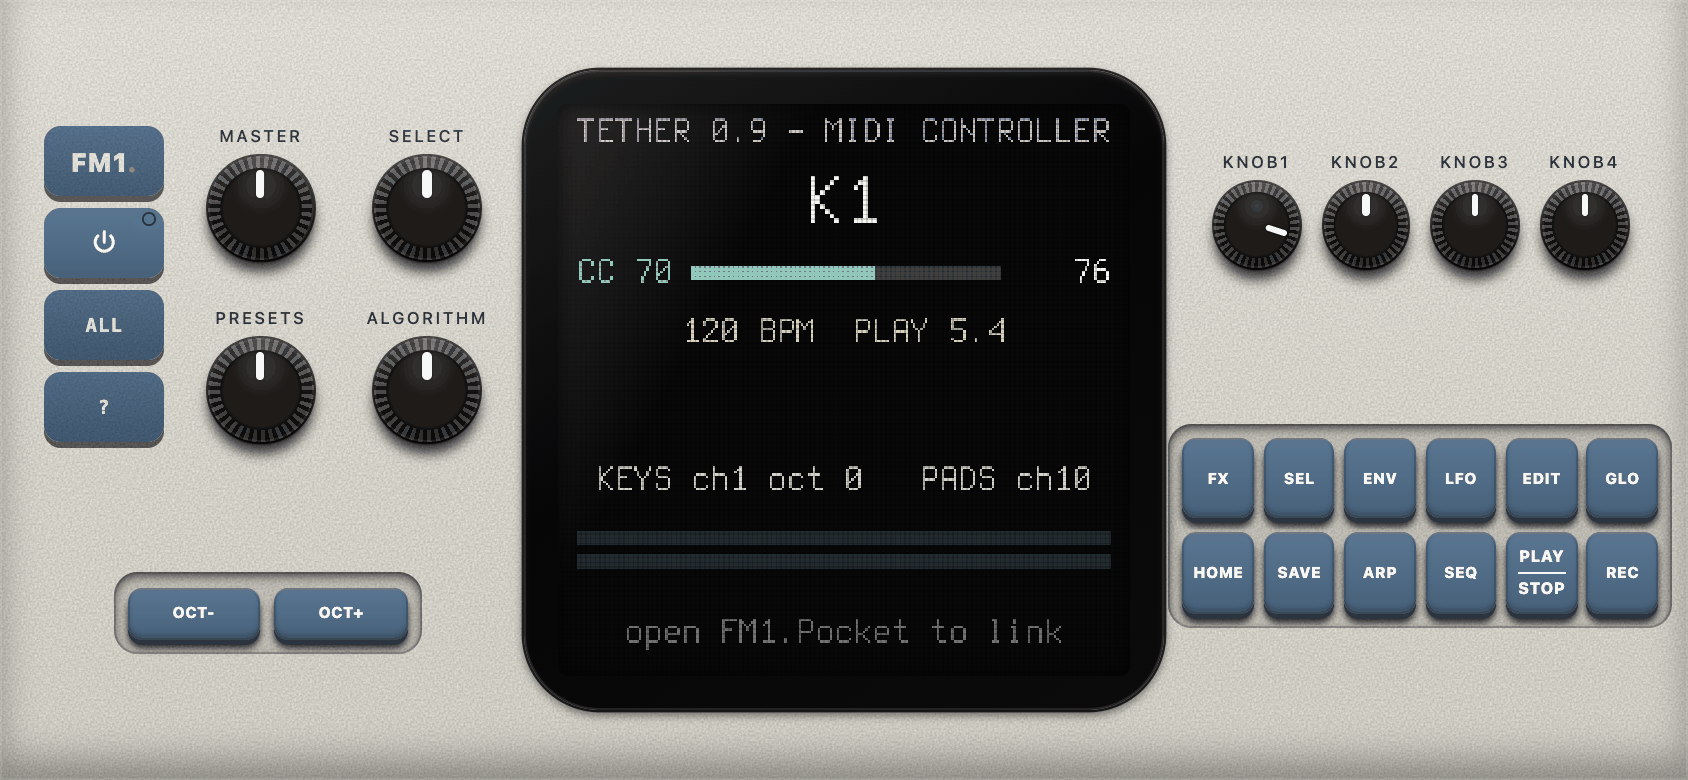 TETHER 0.9 - MIDI CONTROLLER
K1
CC 70 76
120 BPM PLAY 5.4
KEYS ch1 oct 0 PADS ch10
open FM1.Pocket to link
FM1.
ALL
?
MASTER SELECT
PRESETS ALGORITHM
OCT- OCT+
KNOB1 KNOB2 KNOB3 KNOB4
FX SEL ENV LFO EDIT GLO
HOME SAVE ARP SEQ PLAY STOP REC